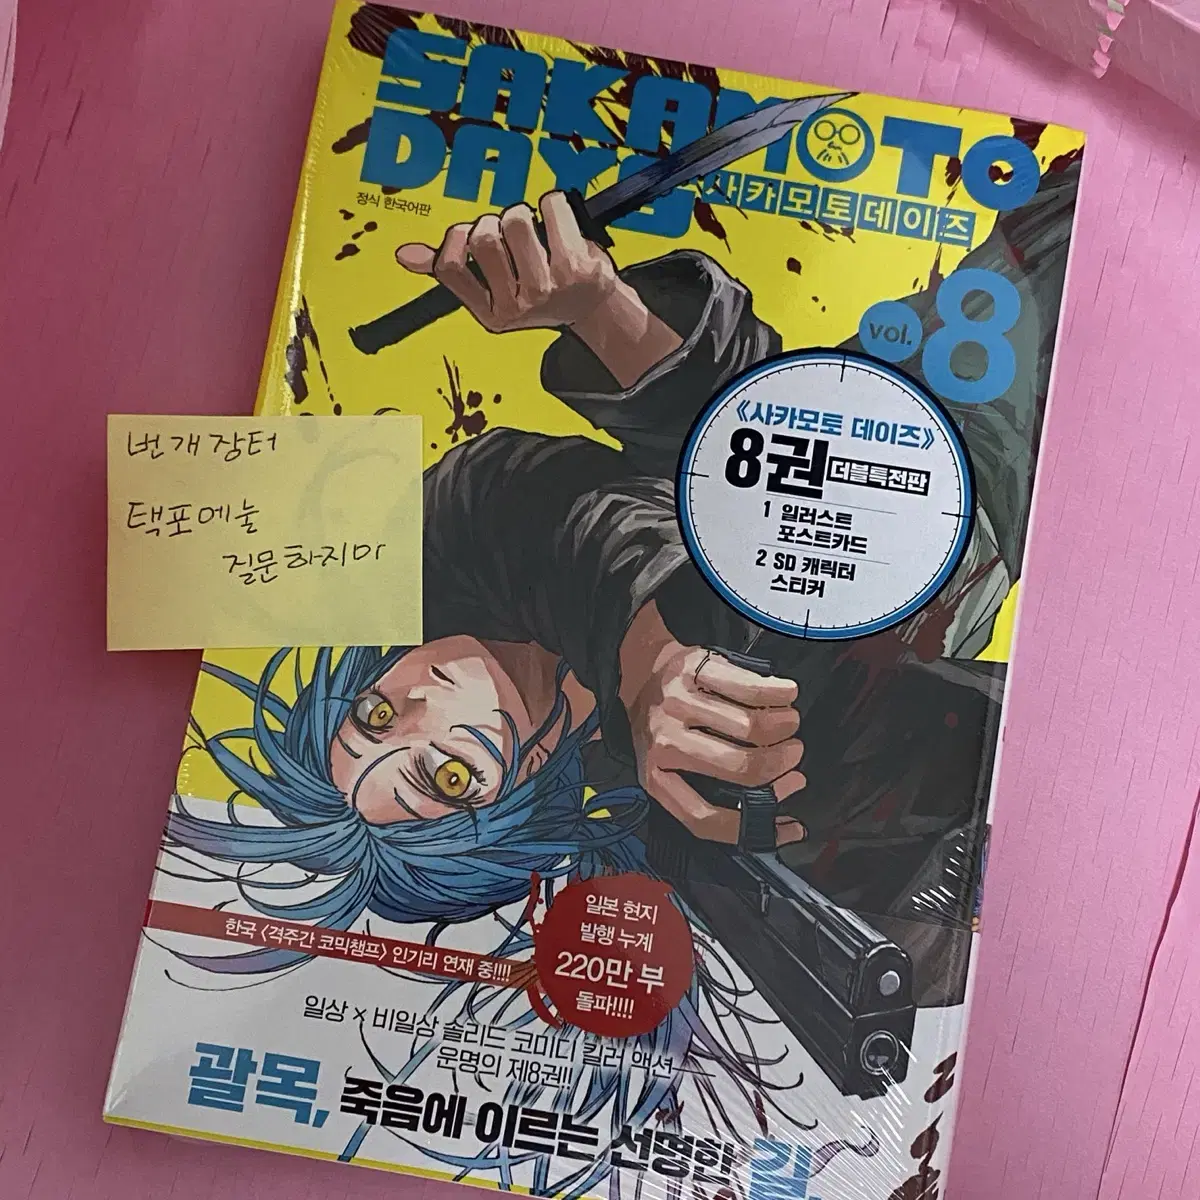 SAKAMOTO
DAYS
사카모토데이즈
정식 한국어판
vol. 8
《사카모토 데이즈》
8권 더블특전판
1 일러스트
포스트카드
2 SD 캐릭터
스티커
번개장터
택포에눌
질문하지마
한국 <격주간 코믹챔프> 인기리 연재 중!!!!
일본 현지
발행 누계
220만 부
돌파!!!!
일상 × 비일상 솔리드 코미디 킬러 액션
운명의 제8권!!
괄목, 죽음에 이르는 선명한 길.